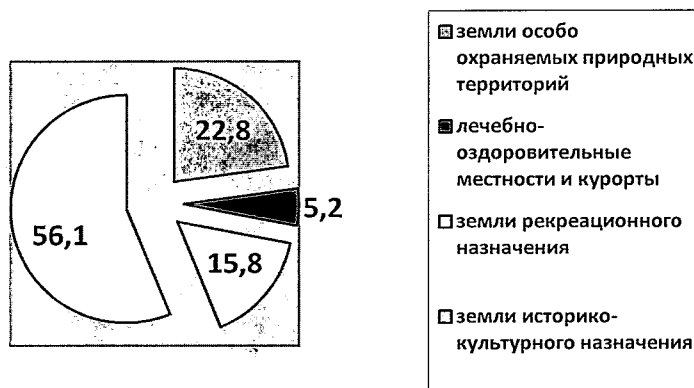 22,8
5,2
15,8
56,1
земли особо
охраняемых природных
территорий
лечебно-
оздоровительные
местности и курорты
земли рекреационного
назначения
земли историко-
культурного назначения